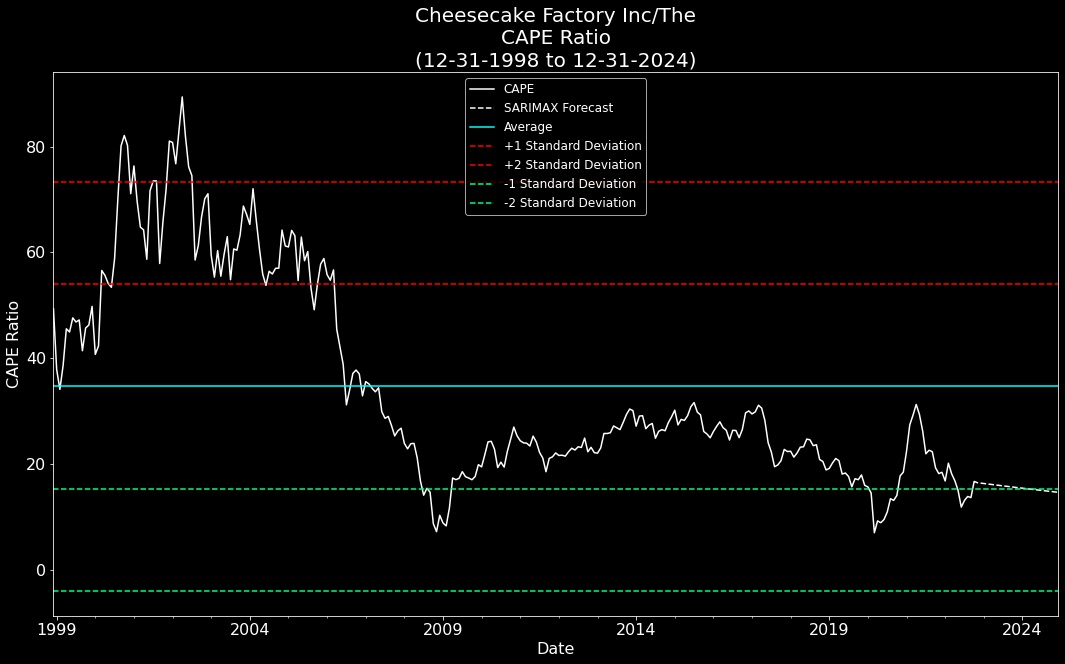 Cheesecake Factory Inc/The
CAPE Ratio
(12-31-1998 to 12-31-2024)
CAPE
SARIMAX Forecast
Average
+1 Standard Deviation
+2 Standard Deviation
-1 Standard Deviation
-2 Standard Deviation
CAPE Ratio
80
60
40
20
0
1999
2004
2009
2014
2019
2024
Date